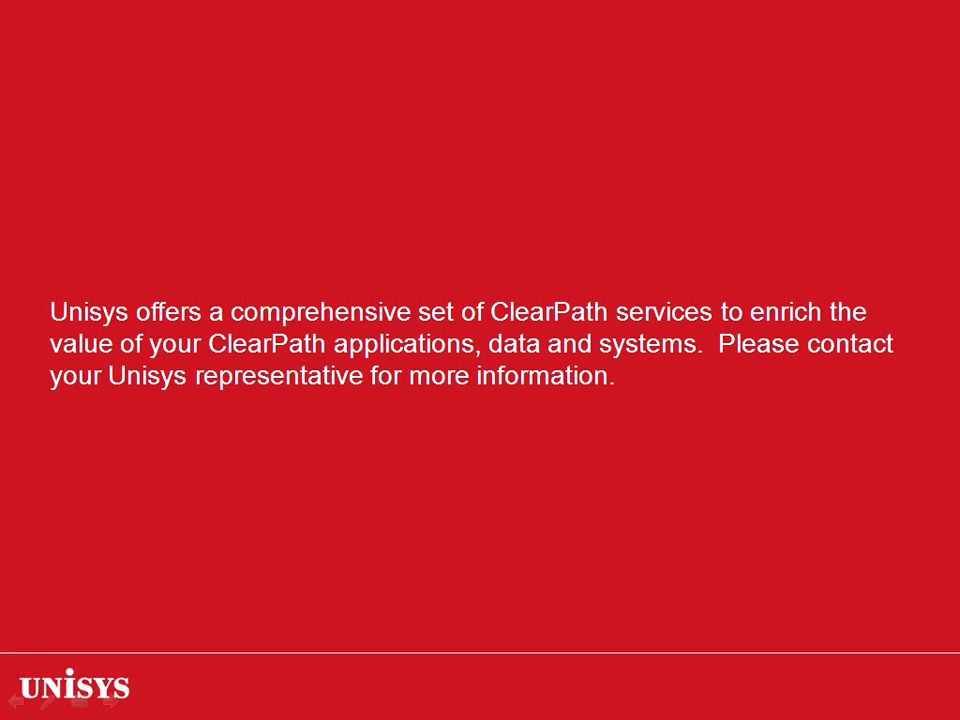 Unisys offers a comprehensive set of ClearPath services to enrich the
value of your ClearPath applications, data and systems.  Please contact
your Unisys representative for more information.
UNISYS